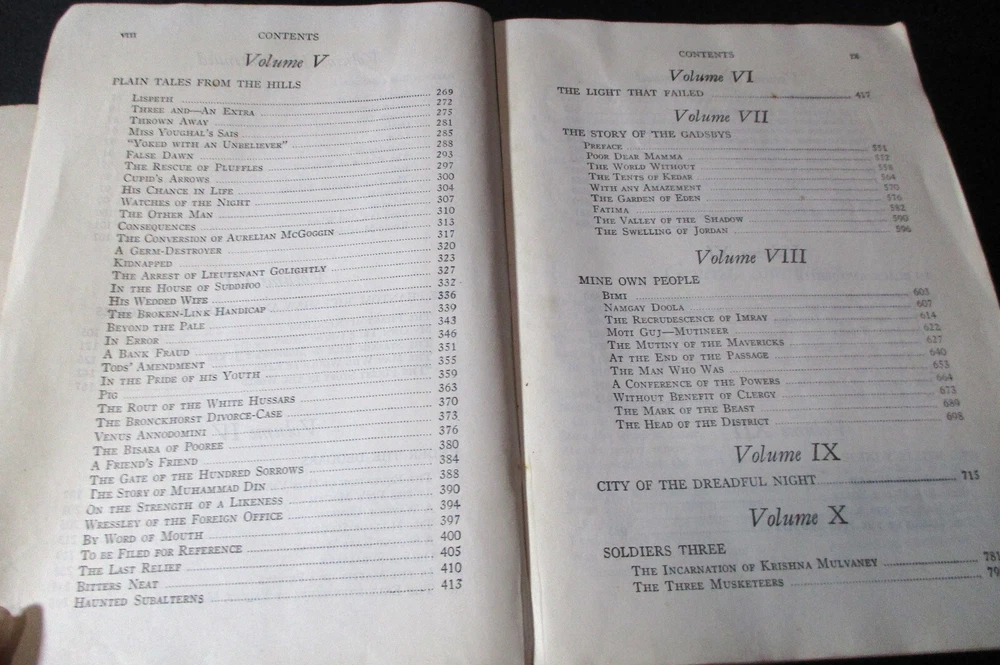 VIII CONTENTS
Volume V
PLAIN TALES FROM THE HILLS
LISPETH 269
THREE AND—AN EXTRA 272
THROWN AWAY 275
MISS YOUGHAL'S SAIS 281
"YOKED WITH AN UNBELIEVER" 285
FALSE DAWN 288
THE RESCUE OF PLUFFLES 293
CUPID'S ARROWS 297
HIS CHANCE IN LIFE 300
WATCHES OF THE NIGHT 304
THE OTHER MAN 307
CONSEQUENCES 310
THE CONVERSION OF AURELIAN MCGOGGIN 313
A GERM-DESTROYER 317
KIDNAPPED 320
THE ARREST OF LIEUTENANT GOLIGHTLY 323
IN THE HOUSE OF SUDDHOO 327
HIS WEDDED WIFE 332
THE BROKEN-LINK HANDICAP 336
BEYOND THE PALE 339
IN ERROR 343
A BANK FRAUD 346
TODS' AMENDMENT 351
IN THE PRIDE OF HIS YOUTH 355
PIG 359
THE ROUT OF THE WHITE HUSSARS 363
THE BRONCKHORST DIVORCE-CASE 370
VENUS ANNODOMINI 373
THE BISARA OF POOREE 376
A FRIEND'S FRIEND 380
THE GATE OF THE HUNDRED SORROWS 384
THE STORY OF MUHAMMAD DIN 388
ON THE STRENGTH OF A LIKENESS 390
WRESSLEY OF THE FOREIGN OFFICE 394
BY WORD OF MOUTH 397
TO BE FILED FOR REFERENCE 400
THE LAST RELIEF 405
BITTERS NEAT 410
HAUNTED SUBALTERNS 413
CONTENTS
Volume VI
THE LIGHT THAT FAILED 417
Volume VII
THE STORY OF THE GADSBYS
PREFACE 551
POOR DEAR MAMMA 552
THE WORLD WITHOUT 558
THE TENTS OF KEDAR 564
WITH ANY AMAZEMENT 570
THE GARDEN OF EDEN 576
FATIMA 582
THE VALLEY OF THE SHADOW 590
THE SWELLING OF JORDAN 596
Volume VIII
MINE OWN PEOPLE
BIMI 603
NAMGAY DOOLA 607
THE RECRUDESCENCE OF IMRAY 614
MOTI GUJ—MUTINEER 622
THE MUTINY OF THE MAVERICKS 627
AT THE END OF THE PASSAGE 640
THE MAN WHO WAS 653
A CONFERENCE OF THE POWERS 664
WITHOUT BENEFIT OF CLERGY 673
THE MARK OF THE BEAST 689
THE HEAD OF THE DISTRICT 698
Volume IX
CITY OF THE DREADFUL NIGHT 715
Volume X
SOLDIERS THREE
THE INCARNATION OF KRISHNA MULVANEY 781
THE THREE MUSKETEERS